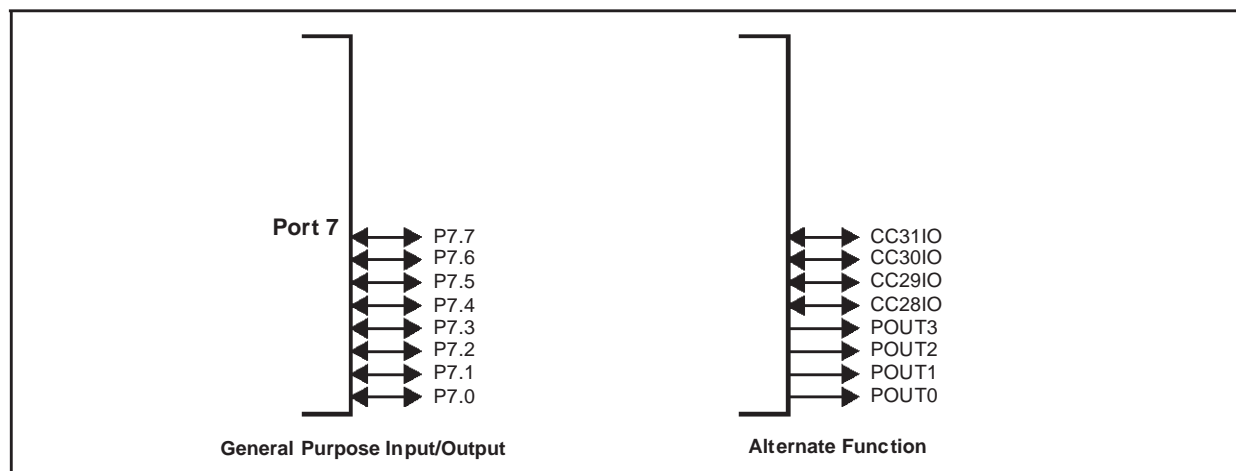 Port 7
P7.7
P7.6
P7.5
P7.4
P7.3
P7.2
P7.1
P7.0
General Purpose Input/Output
CC31IO
CC30IO
CC29IO
CC28IO
POUT3
POUT2
POUT1
POUT0
Alternate Function